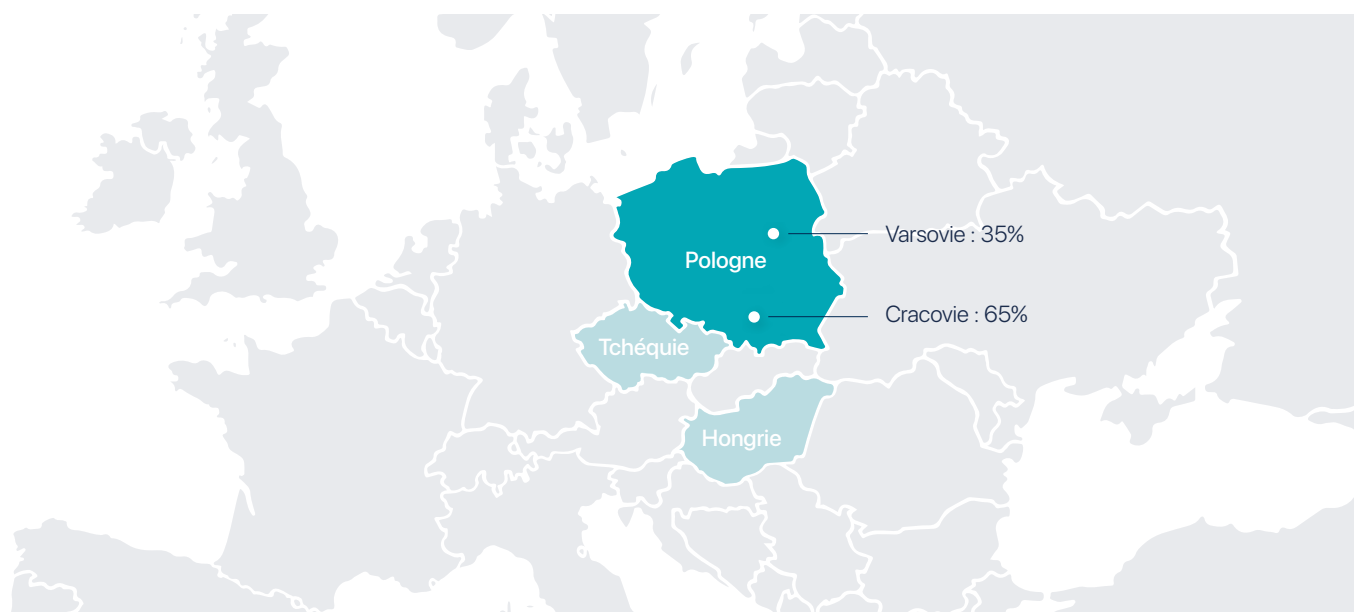 Varsovie : 35%
Pologne
Cracovie : 65%
Tchéquie
Hongrie